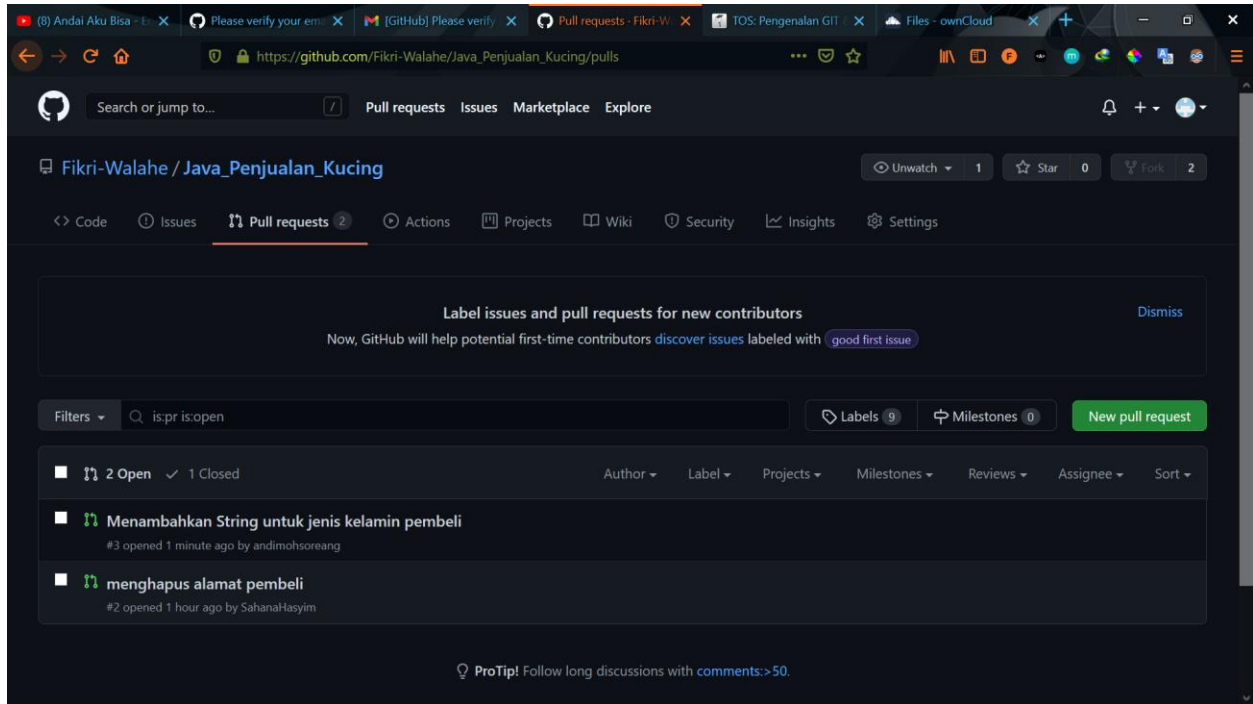 (8) Andai Aku Bisa - E Please verify your ema [GitHub] Please verify Pull requests · Fikri-Wa TOS: Pengenalan GIT / Files - ownCloud
https://github.com/Fikri-Walahe/Java_Penjualan_Kucing/pulls
Search or jump to... / Pull requests Issues Marketplace Explore
Fikri-Walahe / Java_Penjualan_Kucing Unwatch 1 Star 0 Fork 2
<> Code Issues Pull requests 2 Actions Projects Wiki Security Insights Settings
Label issues and pull requests for new contributors Dismiss
Now, GitHub will help potential first-time contributors discover issues labeled with good first issue
Filters is:pr is:open Labels 9 Milestones 0 New pull request
2 Open ✓ 1 Closed Author Label Projects Milestones Reviews Assignee Sort
Menambahkan String untuk jenis kelamin pembeli
#3 opened 1 minute ago by andimohsoreang
menghapus alamat pembeli
#2 opened 1 hour ago by SahanaHasyim
ProTip! Follow long discussions with comments:>50.